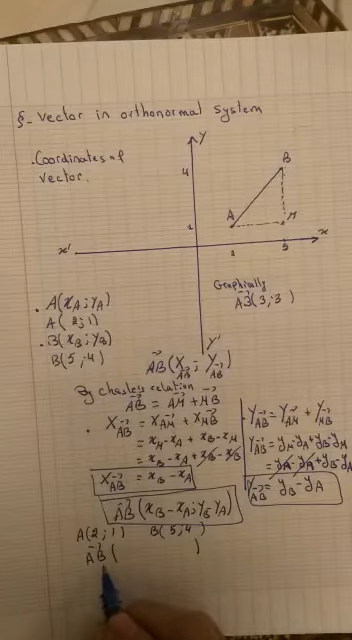 §- Vector in orthonormal system
. Coordinates of
vector.
y
4
B
A
M
1
x'
2
5
x
y'
Graphically
AB(3;3)
. A(xA;yA)
A(2;1)
. B(xB;yB)
B(5;4)
AB(XAB;YAB)
By chasles relation
AB = AM + MB
. XAB = XAM + XMB
= xM-xA + xB-xM
= xB-xA + xB-xB
XAB = xB-xA
YAB = YAM + YMB
YAB = yM-yA+yB-yM
= yM-yA+yB-yA
YAB = yB-yA
AB(xB-xA;yB-yA)
A(2;1) B(5;4)
AB( )